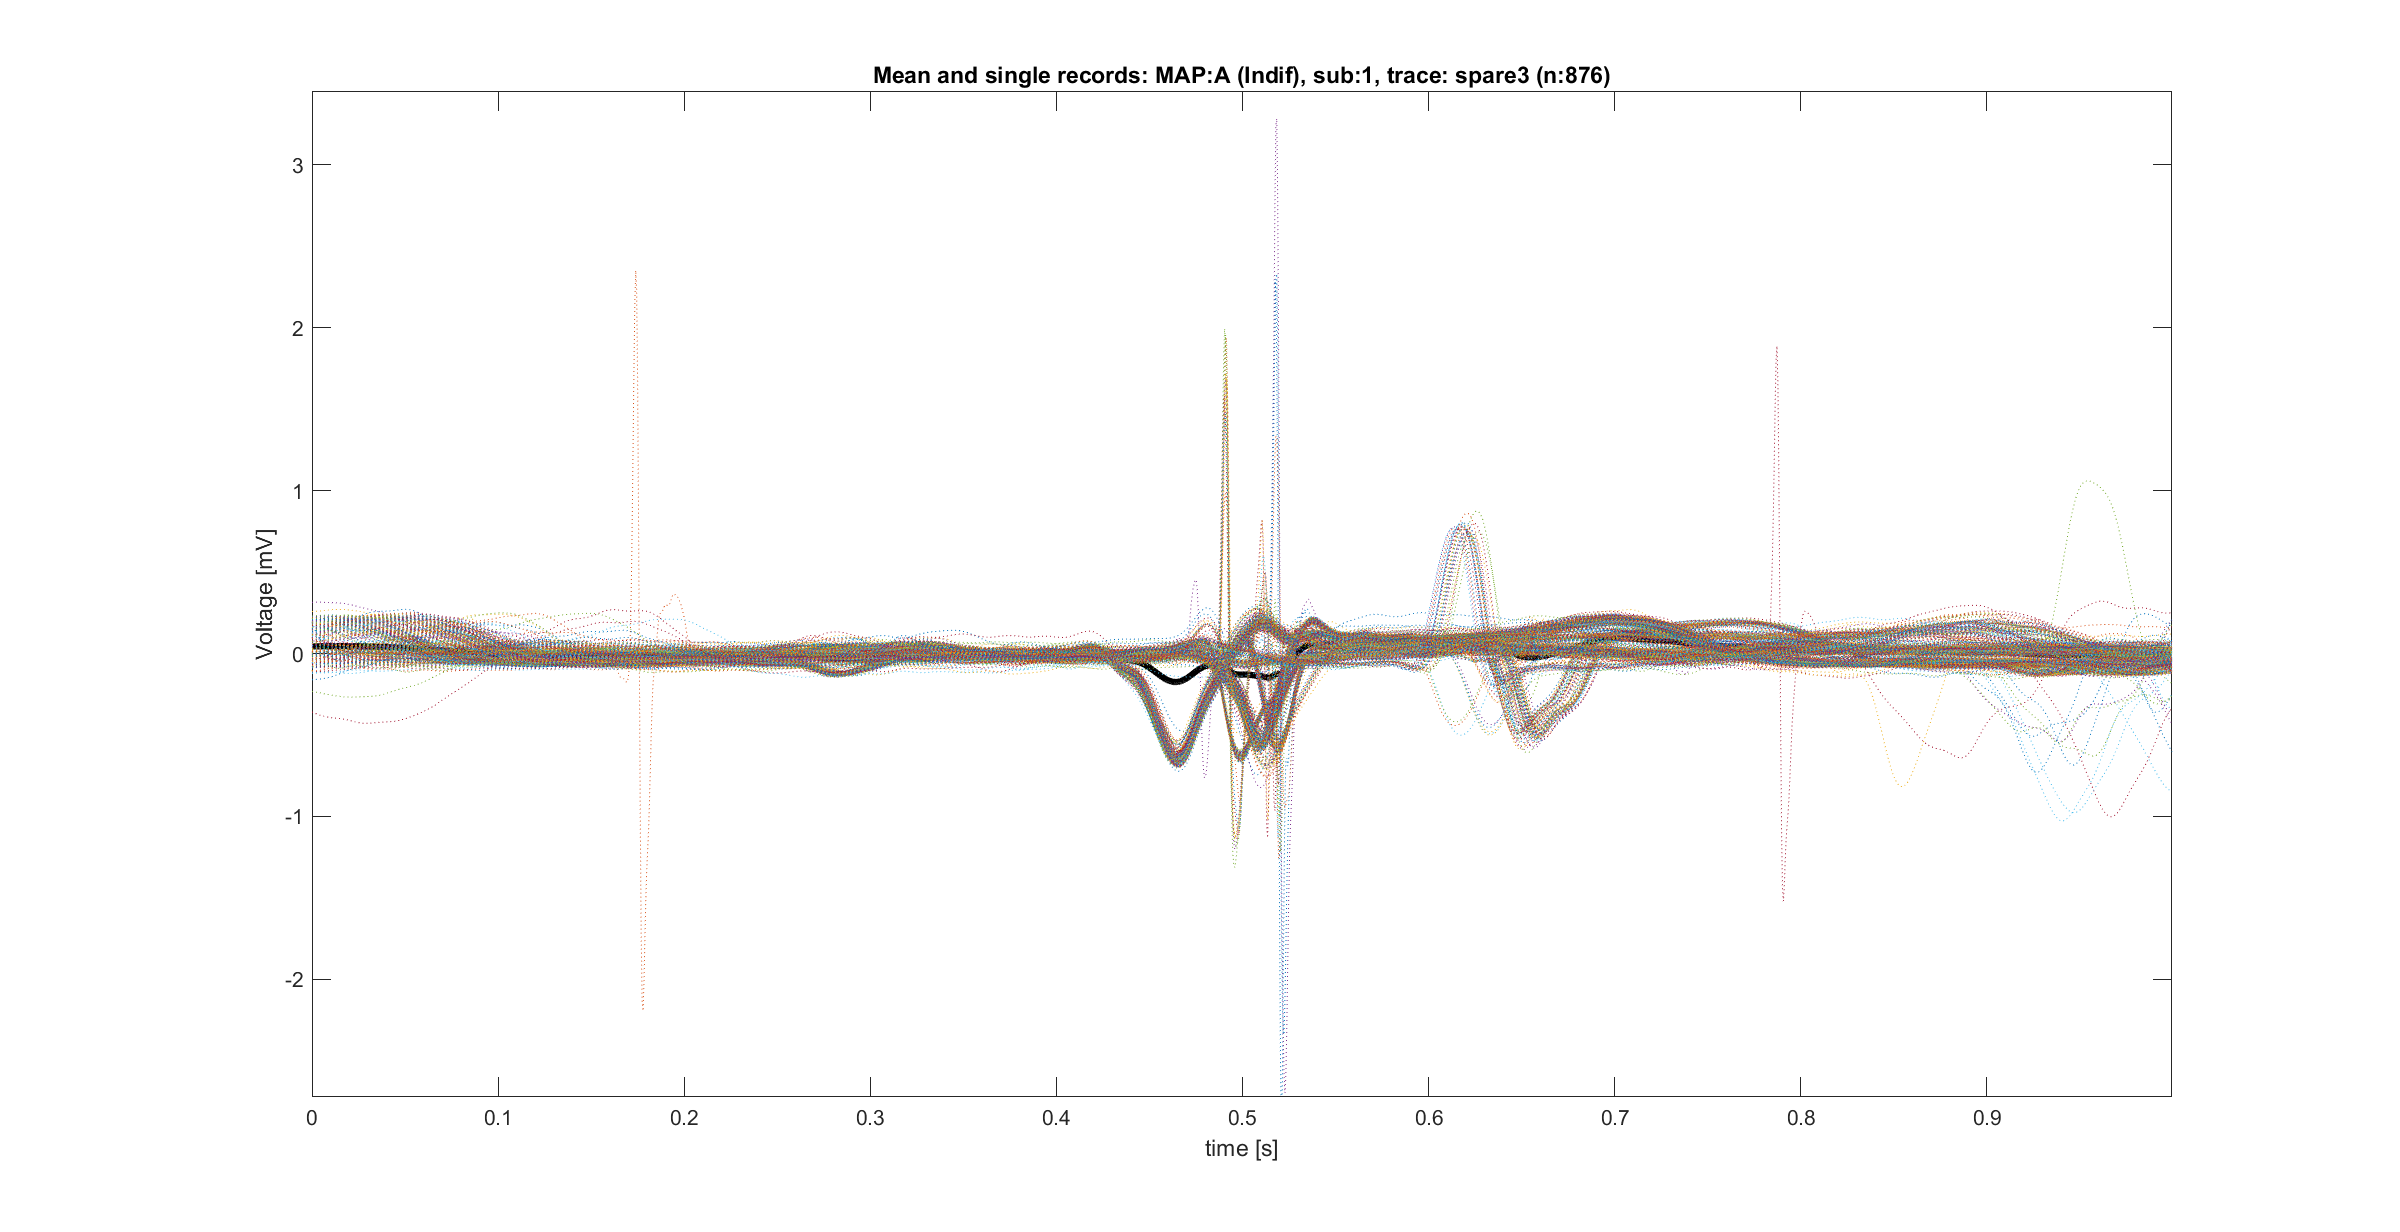 Mean and single records: MAP:A (Indif), sub:1, trace: spare3 (n:876)
3
2
1
0
-1
-2
Voltage [mV]
0 0.1 0.2 0.3 0.4 0.5 0.6 0.7 0.8 0.9
time [s]